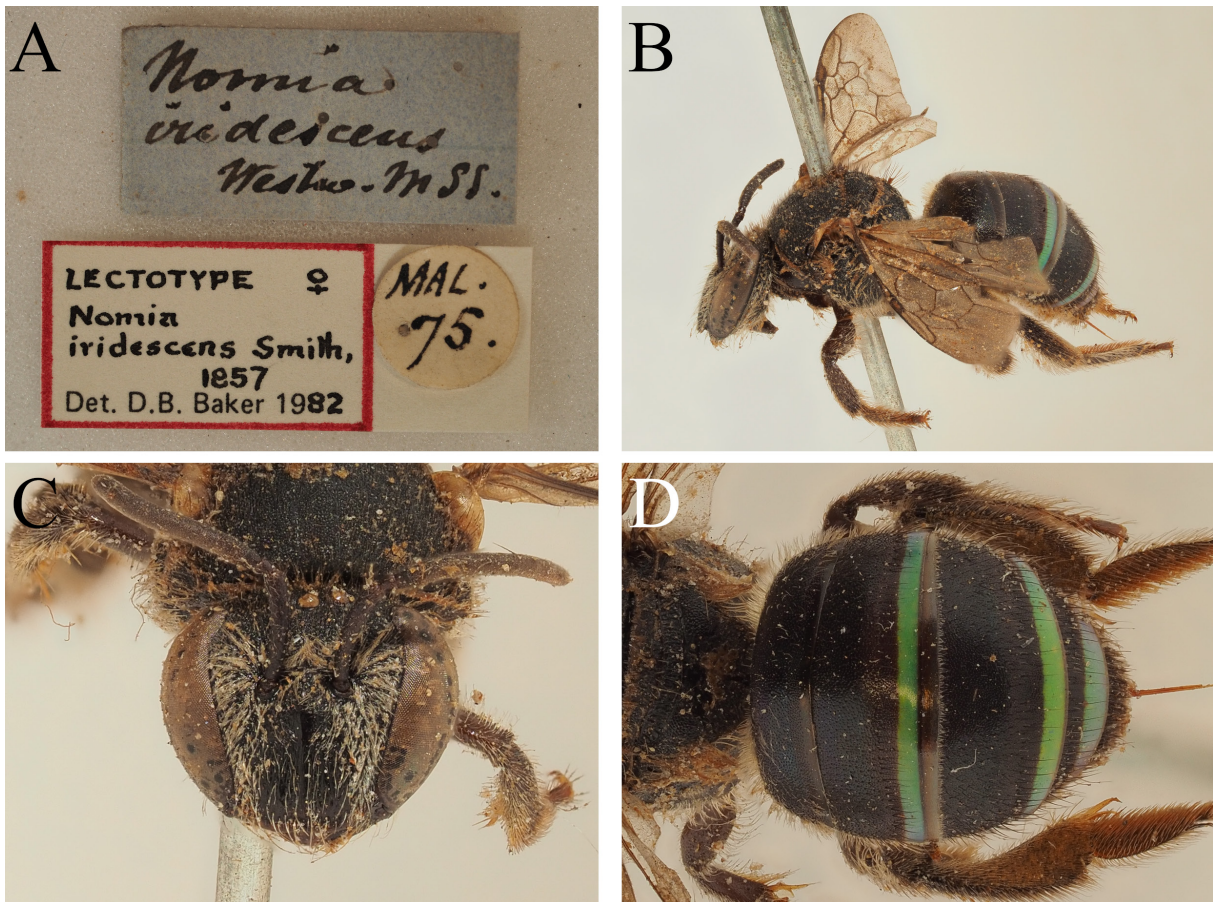 A
Nomia
iridescens
Westw. MSS.
LECTOTYPE ♀
Nomia
iridescens Smith,
1857
Det. D.B. Baker 1982
MAL.
75.
B
C
D